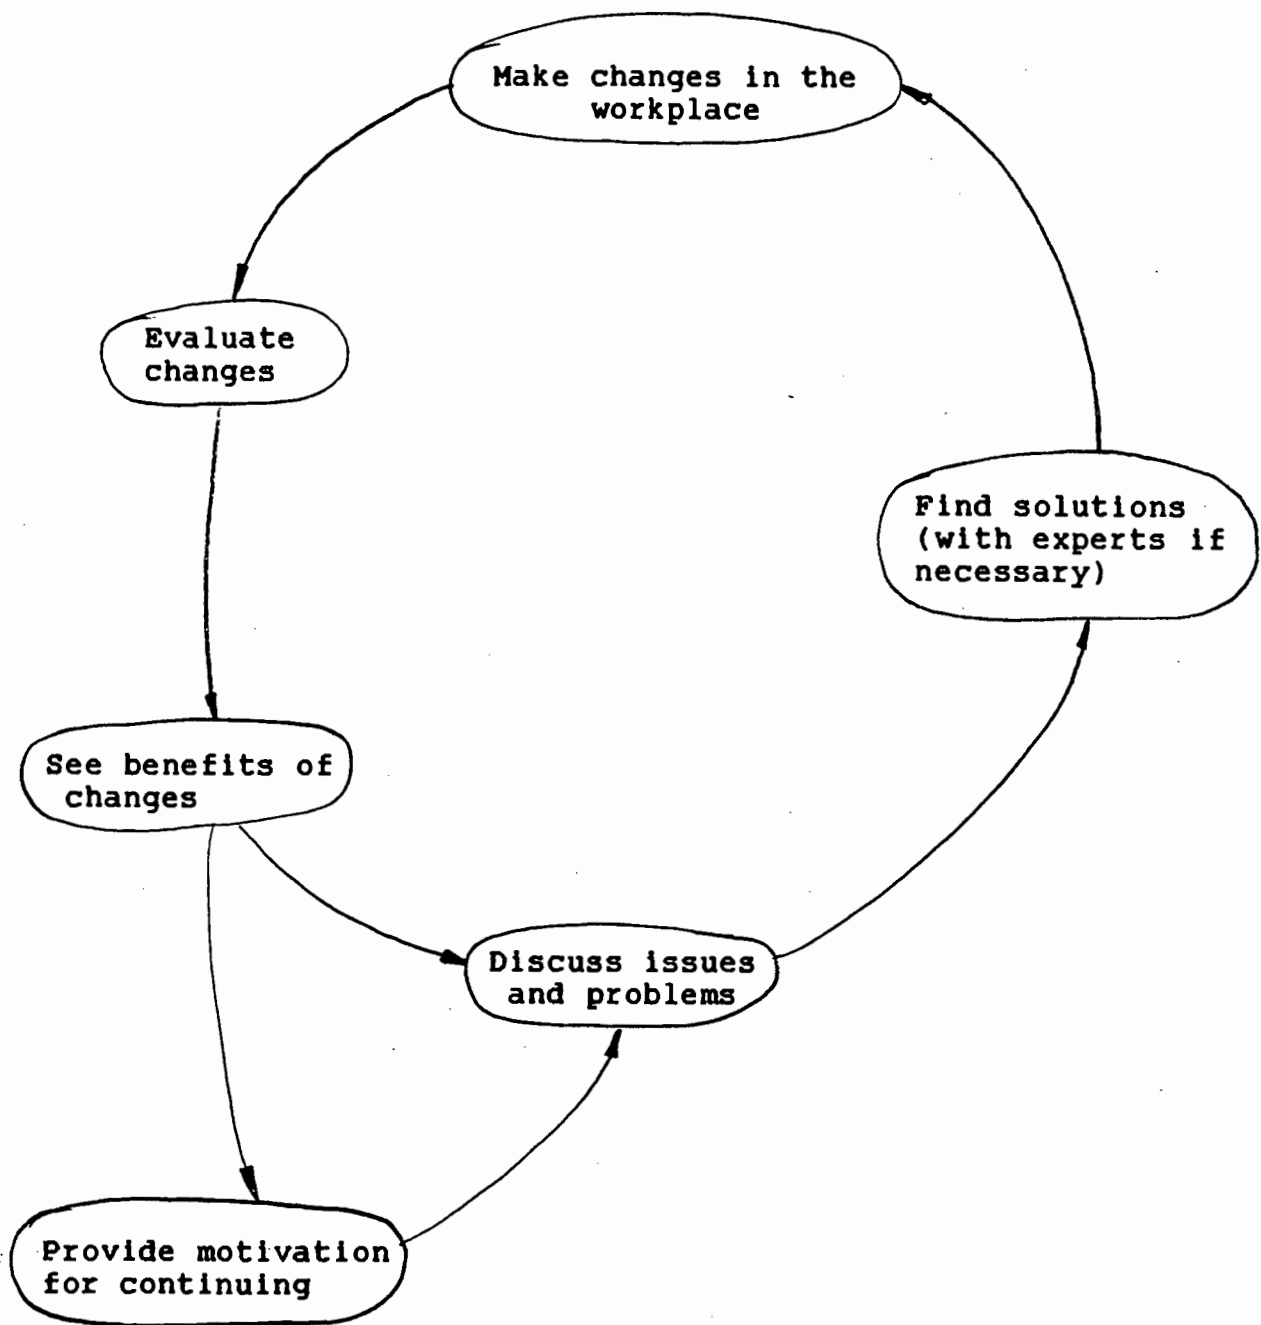 Make changes in the
workplace
Evaluate
changes
Find solutions
(with experts if
necessary)
See benefits of
changes
Discuss issues
and problems
Provide motivation
for continuing